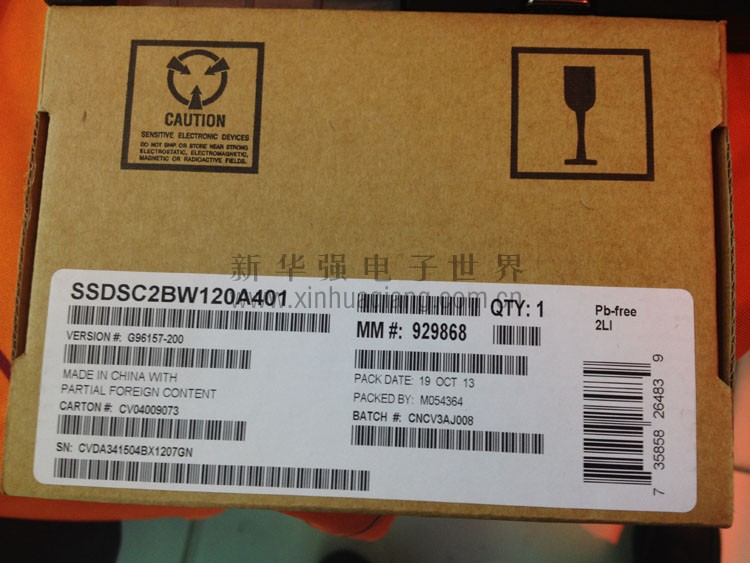 CAUTION
SENSITIVE ELECTRONIC DEVICES
DO NOT SHIP OR STORE NEAR STRONG
ELECTROSTATIC, ELECTROMAGNETIC,
MAGNETIC OR RADIOACTIVE FIELDS.
新华强电子世界
www.xinhuaqiang.com.cn
SSDSC2BW120A401
QTY: 1
Pb-free
2LI
VERSION #: G96157-200
MM #: 929868
MADE IN CHINA WITH
PARTIAL FOREIGN CONTENT
PACK DATE: 19 OCT 13
PACKED BY: M054364
CARTON #: CV04009073
BATCH #: CNCV3AJ008
SN: CVDA341504BX1207GN
7 35858 26483 9